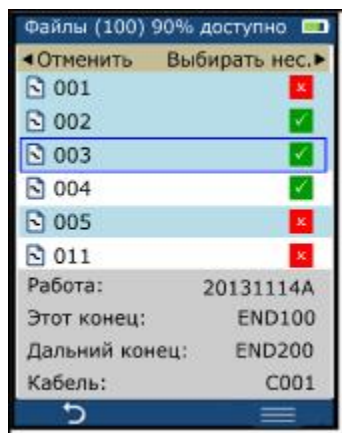 Файлы (100) 90% доступно
Отменить Выбирать нес.
001
002
003
004
005
011
Работа: 20131114A
Этот конец: END100
Дальний конец: END200
Кабель: C001